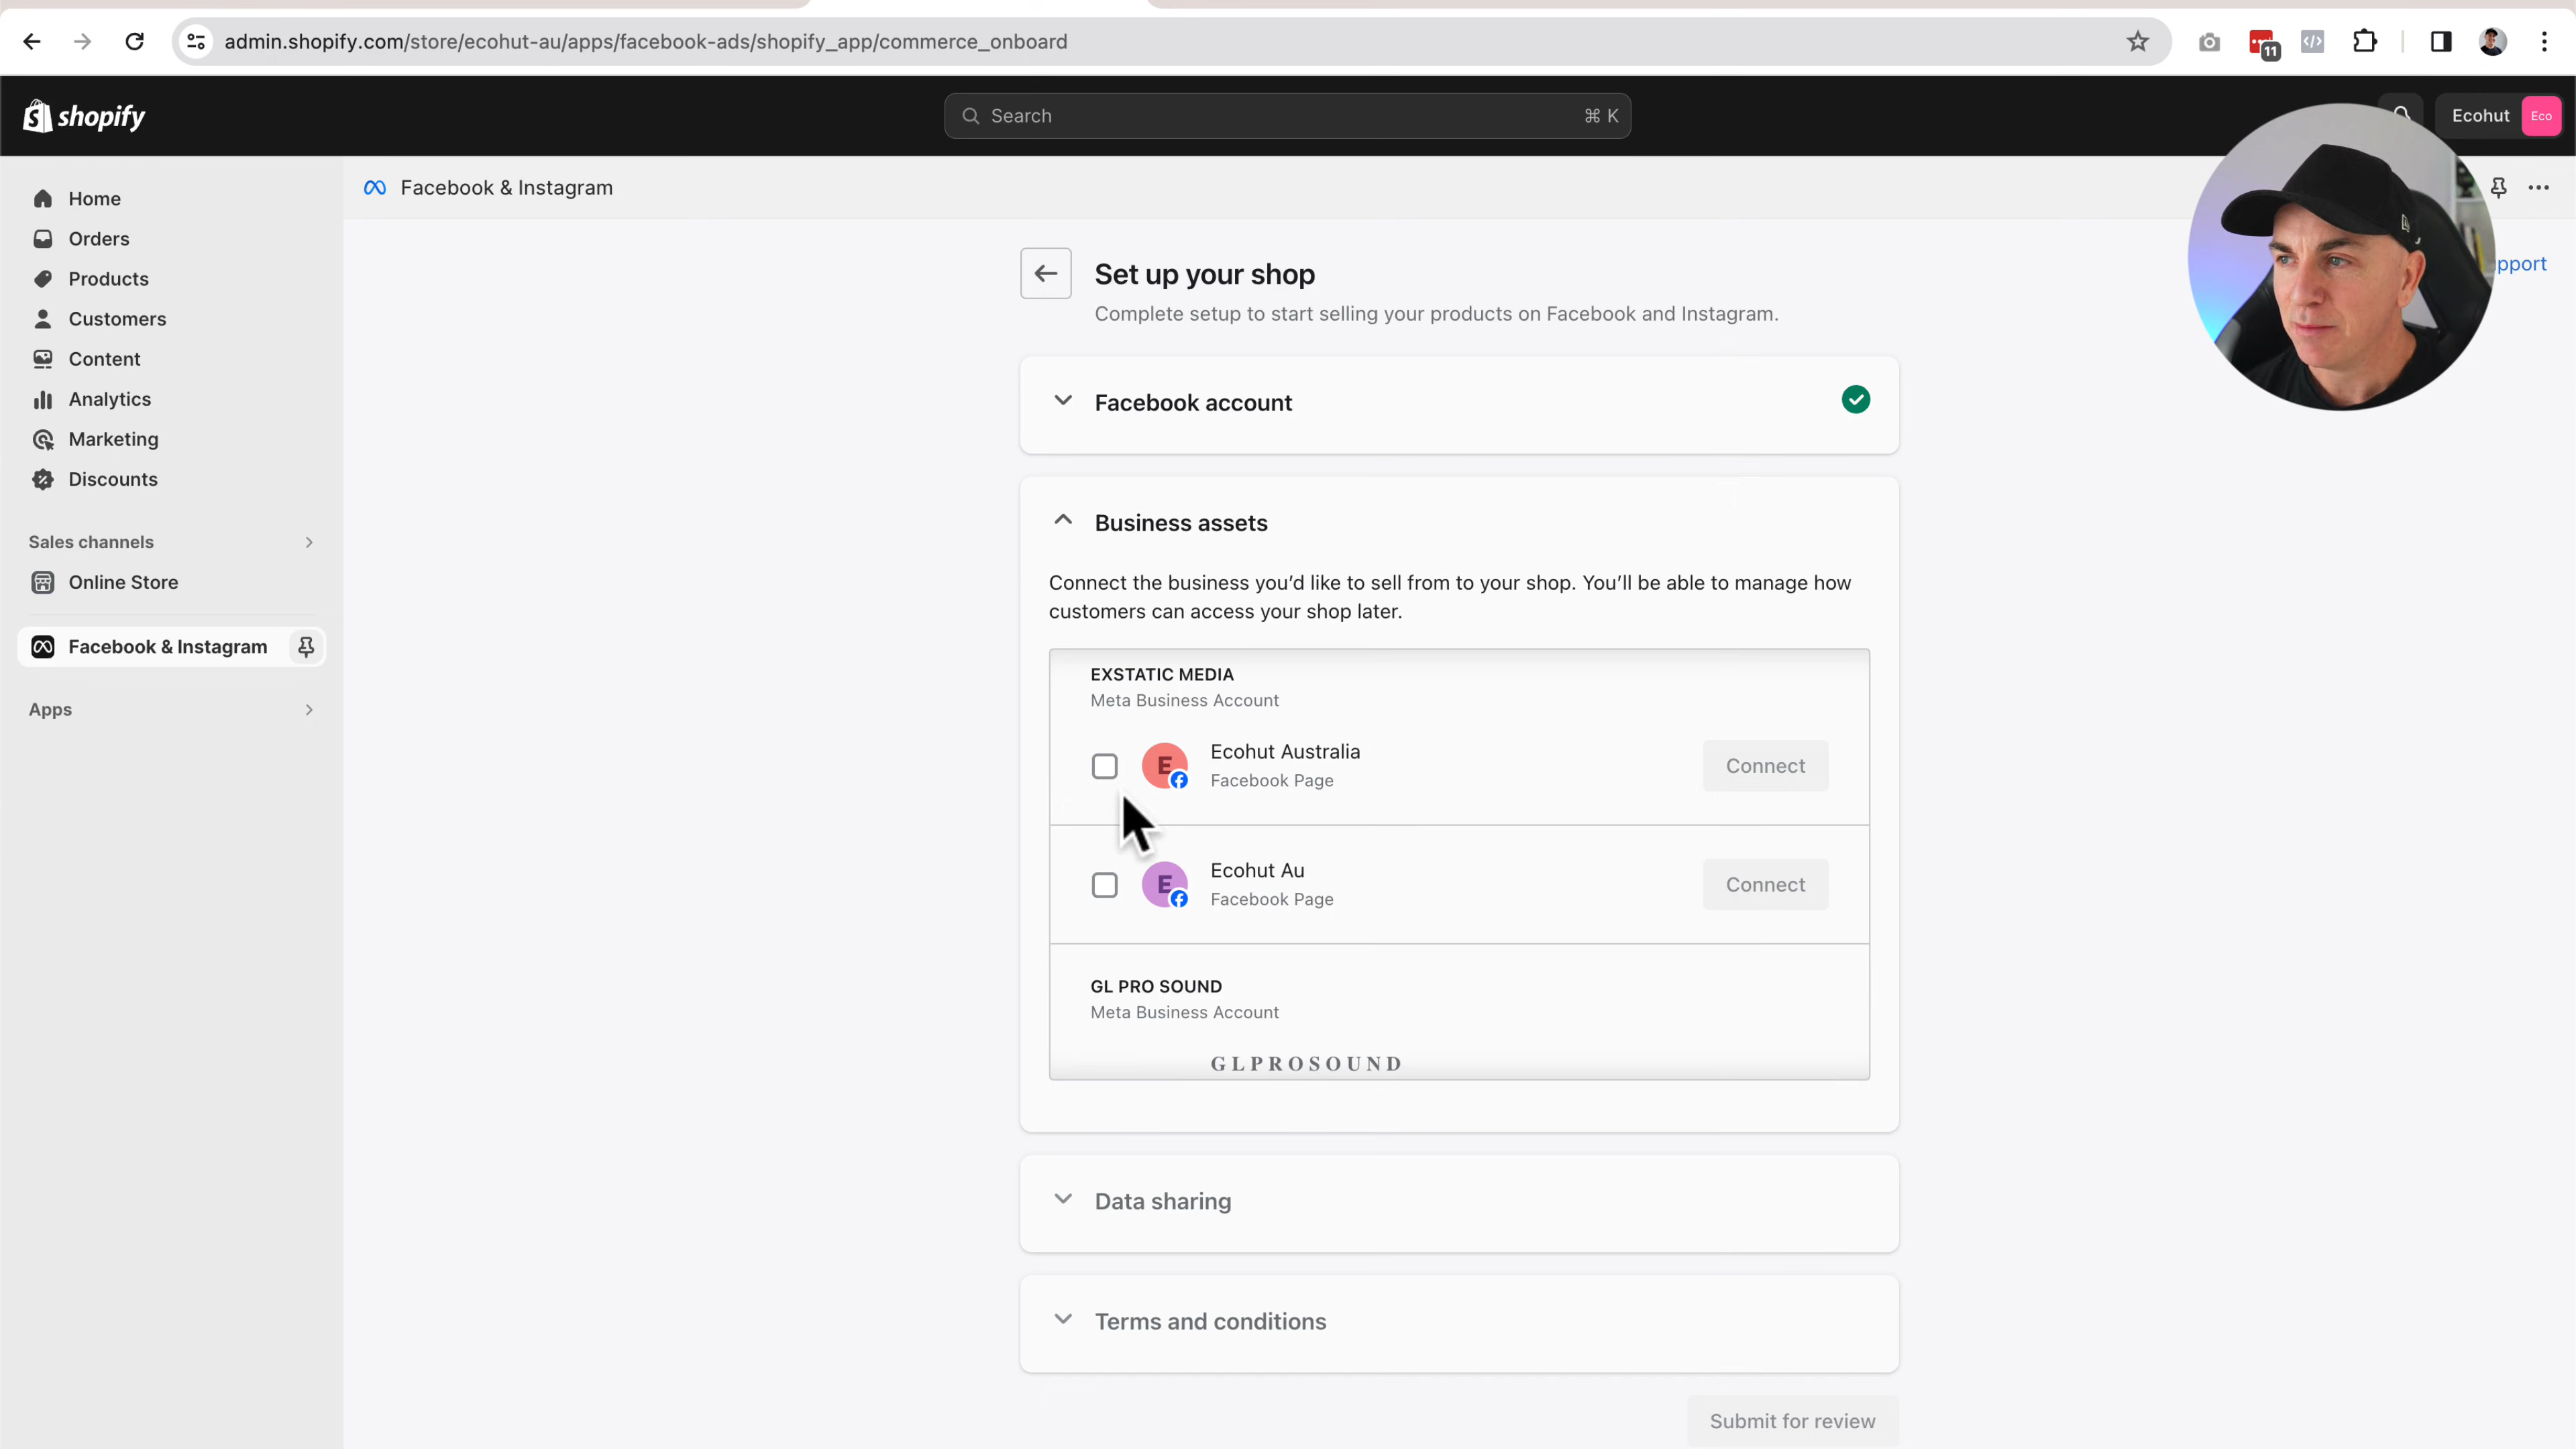 admin.shopify.com/store/ecohut-au/apps/facebook-ads/shopify_app/commerce_onboard
11
shopify
Search
⌘ K
Ecohut
Eco
Home
Orders
Products
Customers
Content
Analytics
Marketing
Discounts
Sales channels
Online Store
Facebook & Instagram
Apps
Facebook & Instagram
pport
Set up your shop
Complete setup to start selling your products on Facebook and Instagram.
Facebook account
Business assets
Connect the business you’d like to sell from to your shop. You’ll be able to manage how
customers can access your shop later.
EXSTATIC MEDIA
Meta Business Account
E
Ecohut Australia
Facebook Page
Connect
E
Ecohut Au
Facebook Page
Connect
GL PRO SOUND
Meta Business Account
GLPROSOUND
Data sharing
Terms and conditions
Submit for review